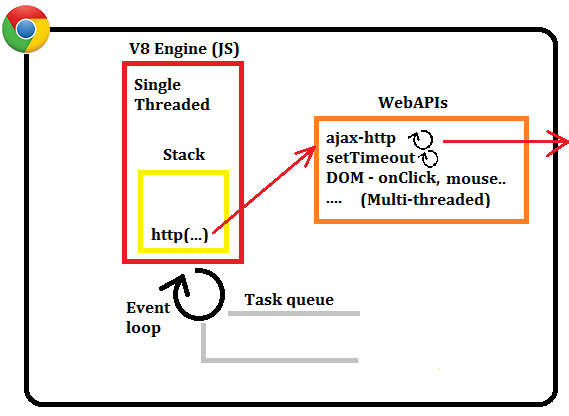 V8 Engine (JS)
Single
Threaded
Stack
http(...)
WebAPIs
ajax-http
setTimeout
DOM - onClick, mouse..
.... (Multi-threaded)
Event
loop
Task queue